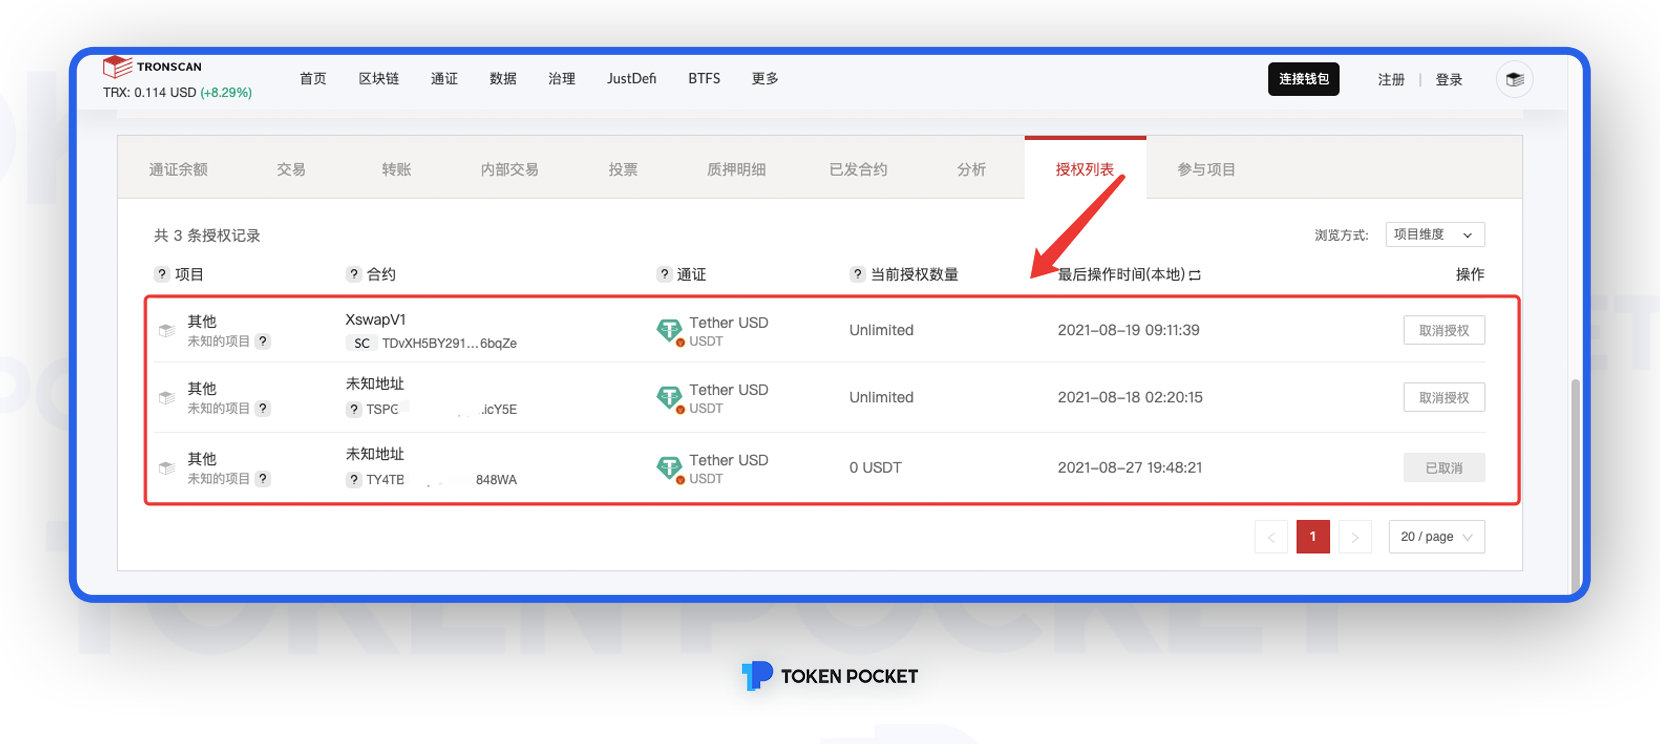 TRONSCAN
TRX: 0.114 USD (+8.29%)
首页 区块链 通证 数据 治理 JustDefi BTFS 更多
连接钱包 注册 | 登录
通证余额 交易 转账 内部交易 投票 质押明细 已发合约 分析 授权列表 参与项目
共 3 条授权记录
浏览方式: 项目维度
? 项目 ? 合约 ? 通证 ? 当前授权数量 最后操作时间(本地) 操作
其他 XswapV1 Tether USD Unlimited 2021-08-19 09:11:39 取消授权
未知的项目 ? SC TDvXH5BY291...6bqZe USDT
其他 未知地址 Tether USD Unlimited 2021-08-18 02:20:15 取消授权
未知的项目 ? ? TSPG .icY5E USDT
其他 未知地址 Tether USD 0 USDT 2021-08-27 19:48:21 已取消
未知的项目 ? ? TY4TE 848WA USDT
< 1 > 20 / page
TOKEN POCKET
TOKEN POCKET